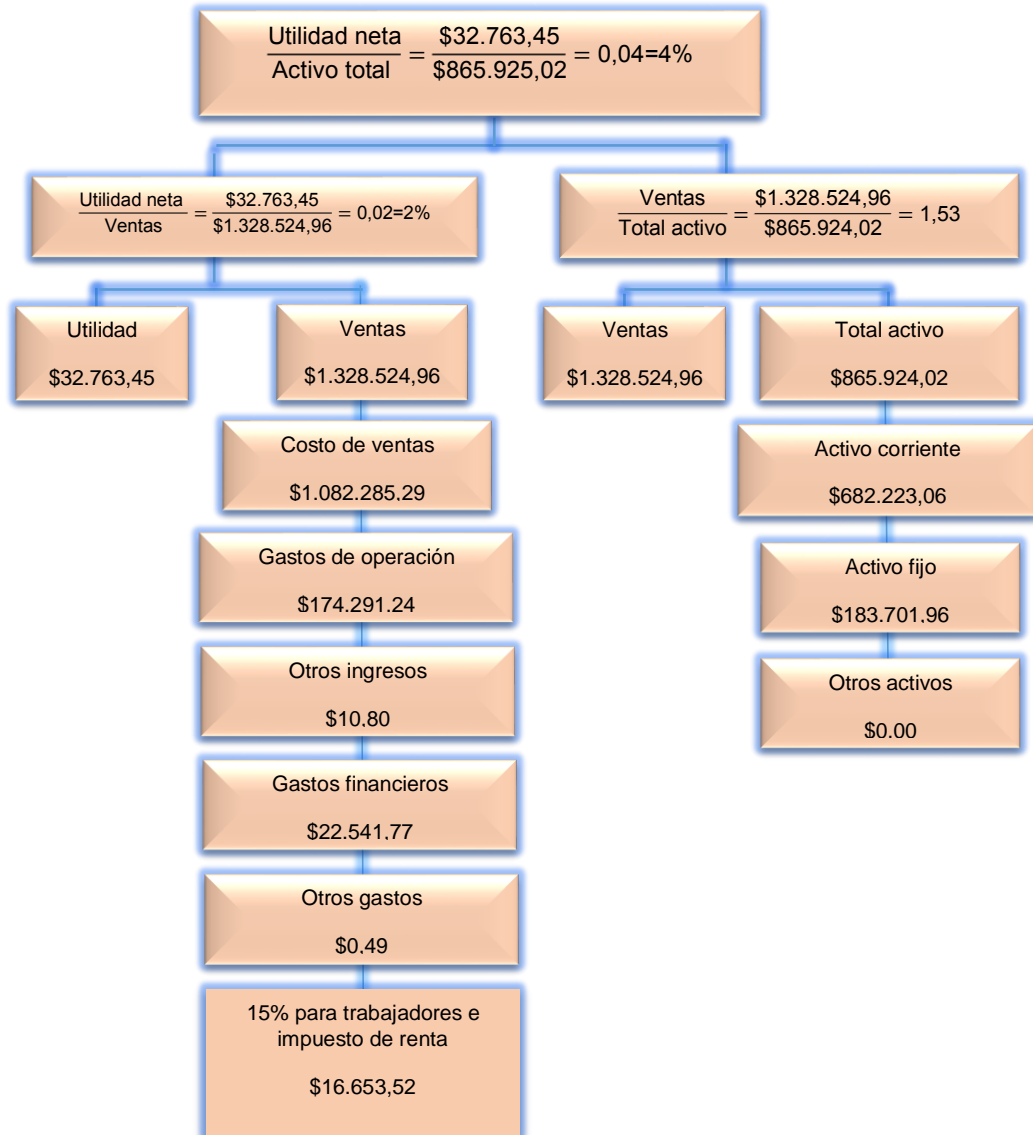 Utilidad neta / Activo total = $32.763,45 / $865.925,02 = 0,04=4%
Utilidad neta / Ventas = $32.763,45 / $1.328.524,96 = 0,02=2%
Ventas / Total activo = $1.328.524,96 / $865.924,02 = 1,53
Utilidad
$32.763,45
Ventas
$1.328.524,96
Costo de ventas
$1.082.285,29
Gastos de operación
$174.291.24
Otros ingresos
$10,80
Gastos financieros
$22.541,77
Otros gastos
$0,49
15% para trabajadores e
impuesto de renta
$16.653,52
Ventas
$1.328.524,96
Total activo
$865.924,02
Activo corriente
$682.223,06
Activo fijo
$183.701,96
Otros activos
$0.00